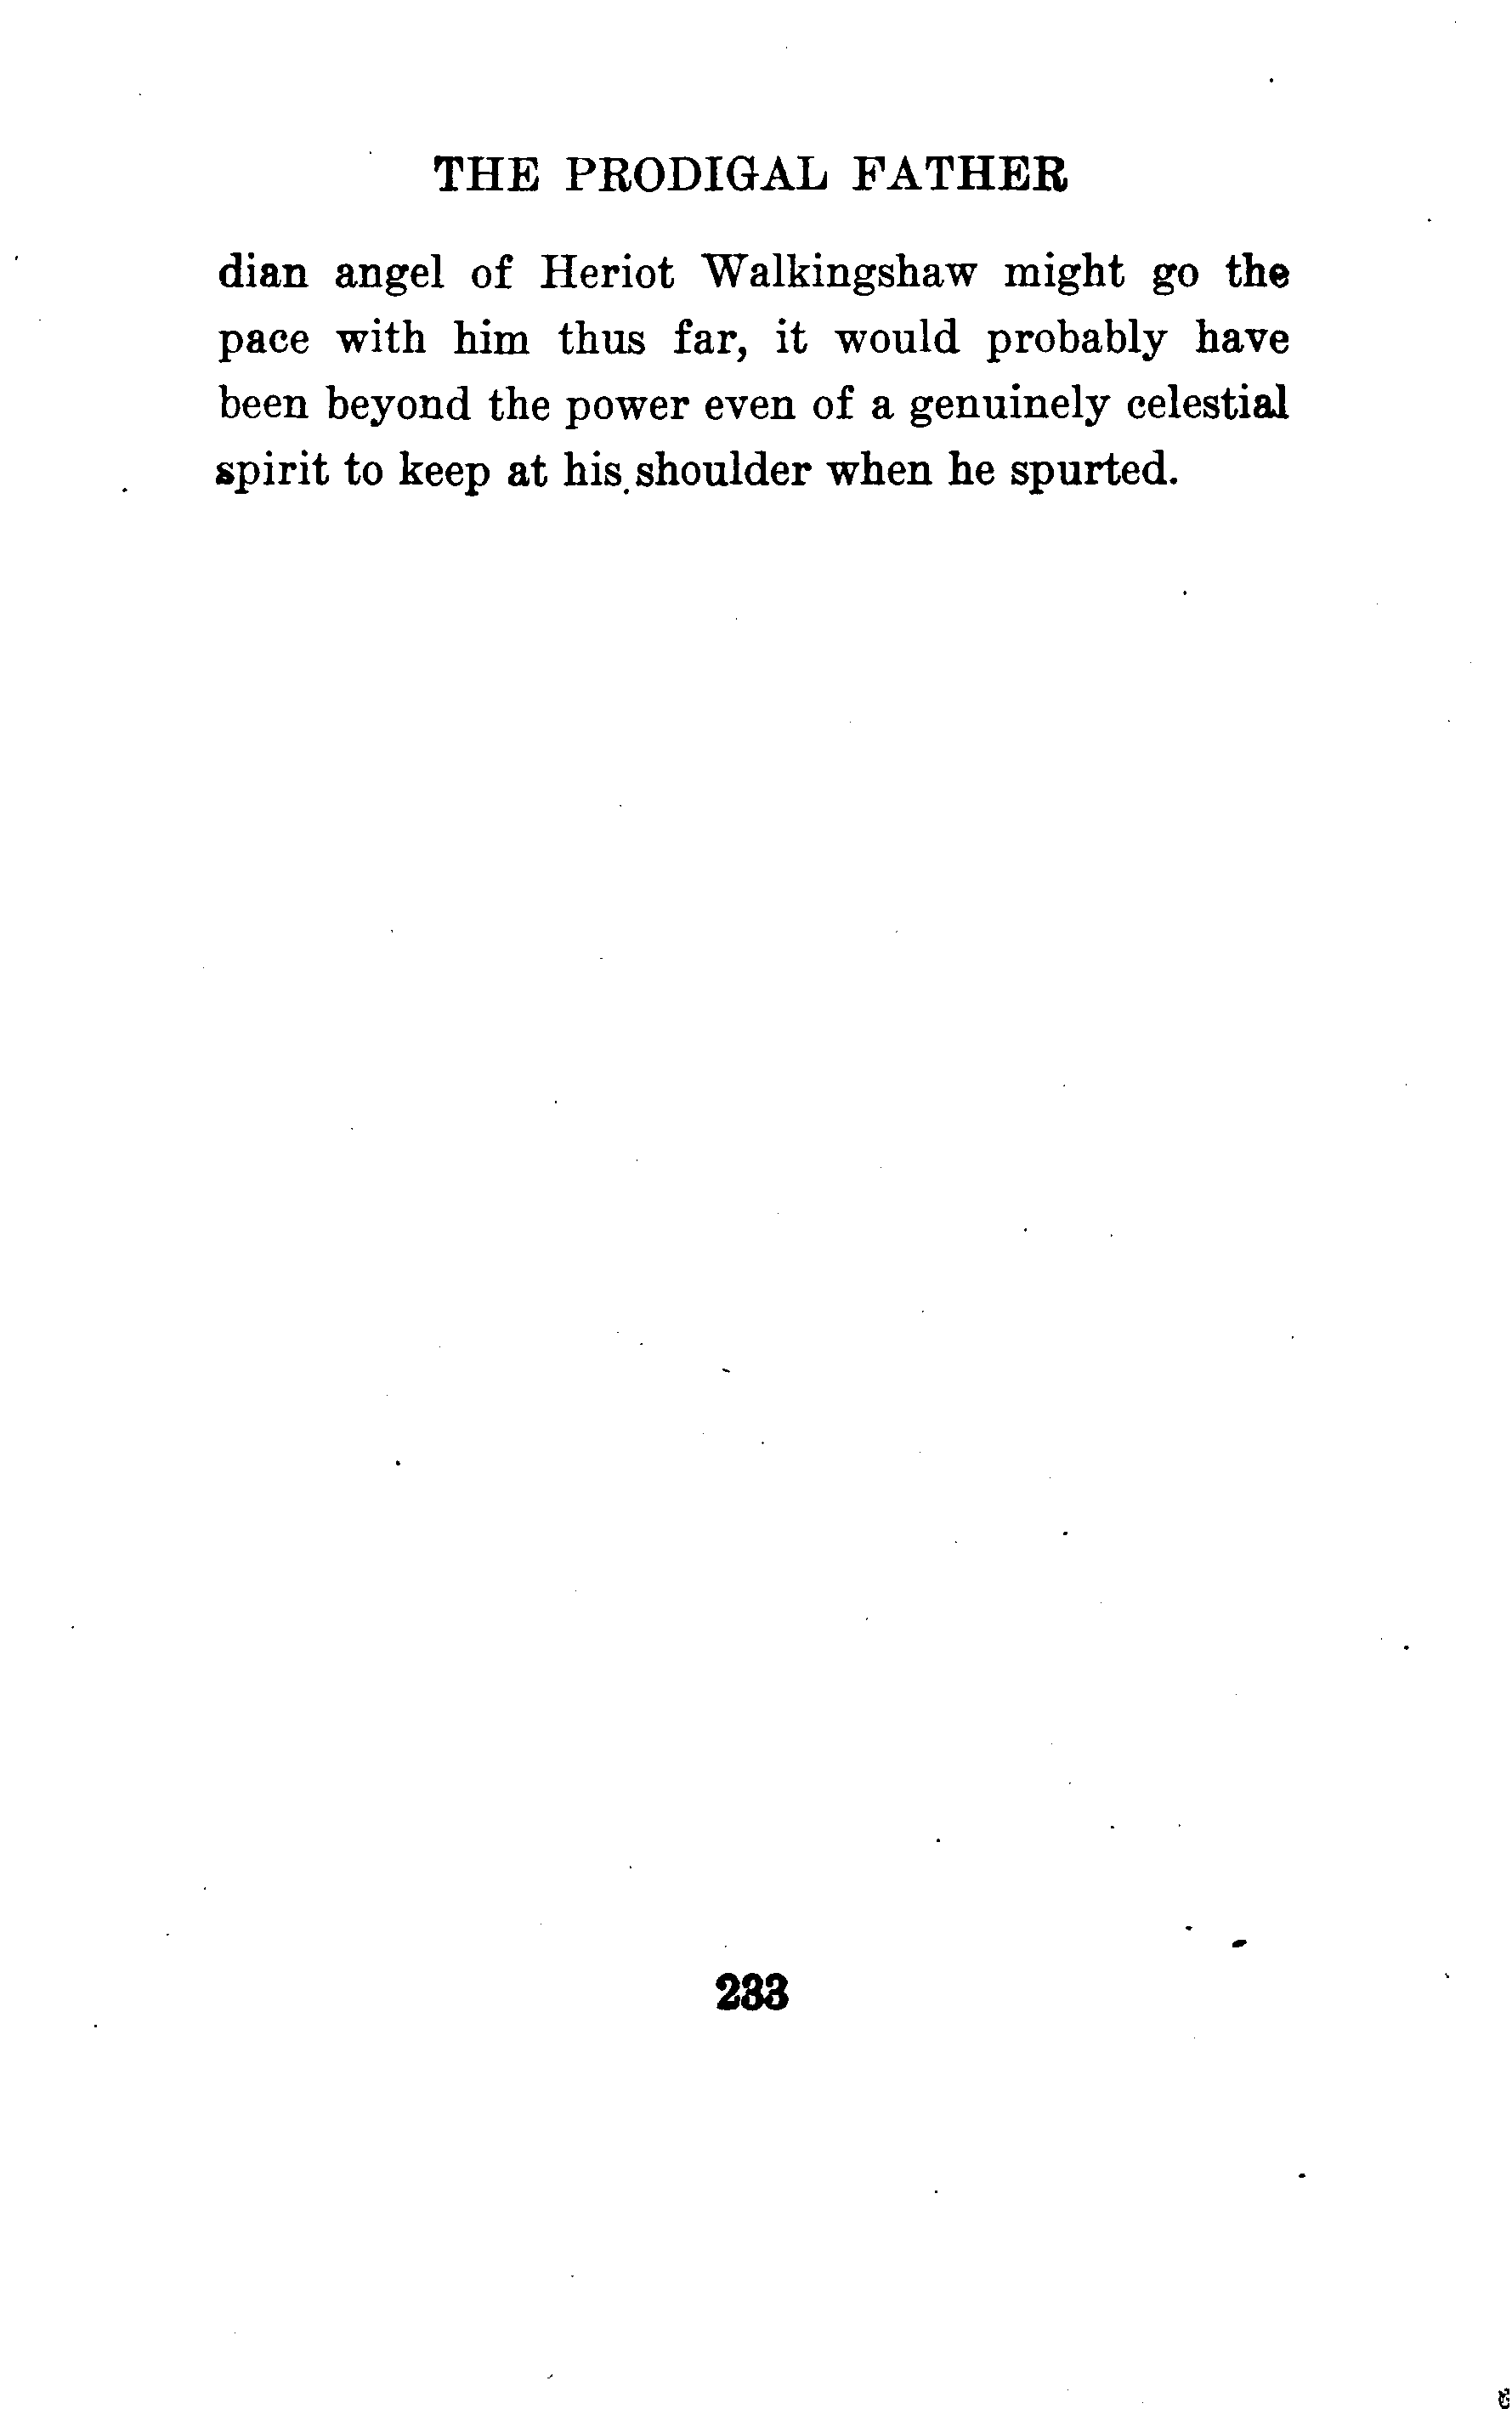 THE PRODIGAL FATHER
dian angel of Heriot Walkingshaw might go the
pace with him thus far, it would probably have
been beyond the power even of a genuinely celestial
spirit to keep at his shoulder when he spurted.
233